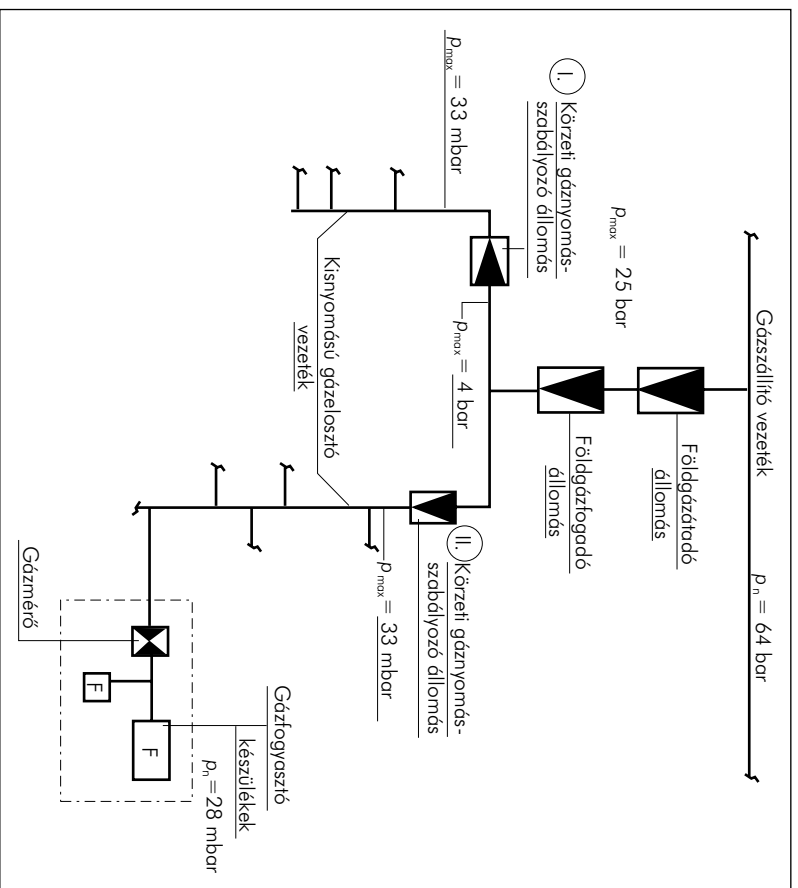 Gázszállító vezeték
pn = 64 bar
Földgázátadó
állomás
pmax = 25 bar
Földgázfogadó
állomás
I. Körzeti gáznyomás-
szabályozó állomás
pmax = 4 bar
pmax = 33 mbar
II. Körzeti gáznyomás-
szabályozó állomás
Kisnyomású gázelosztó
vezeték
pmax = 33 mbar
Gázfogyasztó
készülékek
pn=28 mbar
F
F
Gázmérő